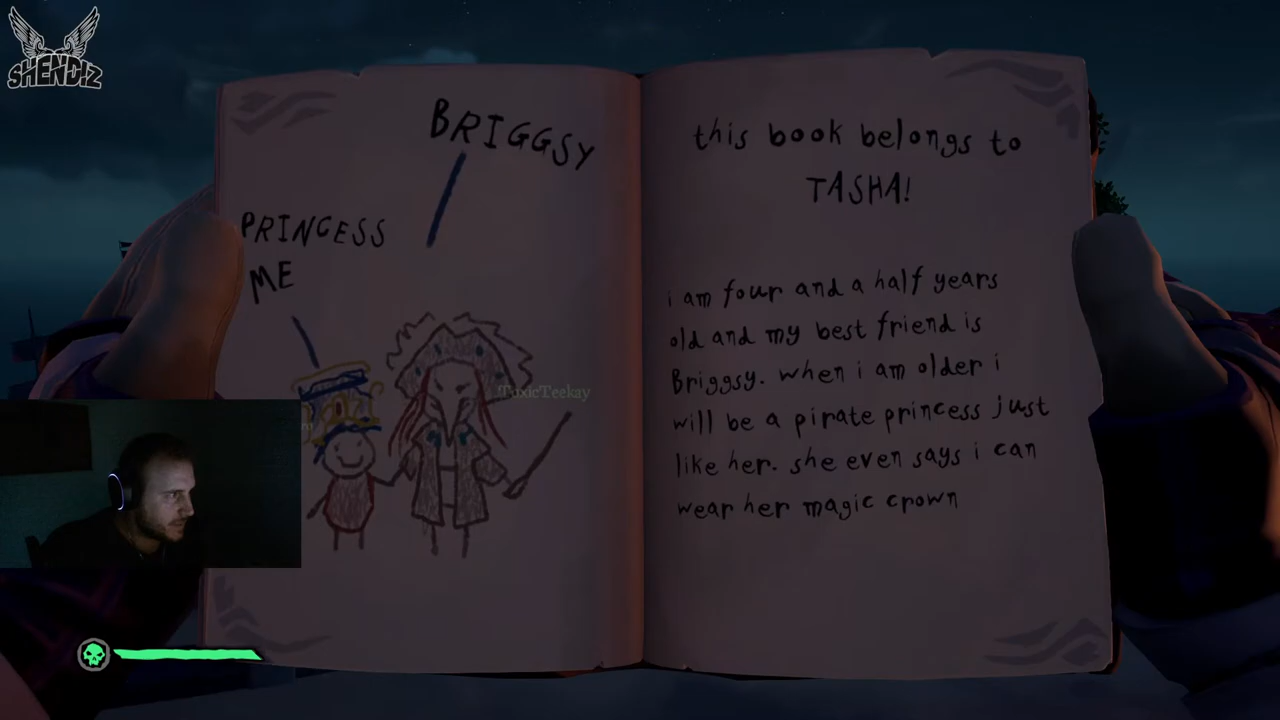 SHENDIZ
BRIGGSY
PRINCESS
ME
ToxicTeekay
this book belongs to
TASHA!
i am four and a half years
old and my best friend is
Briggsy. when i am older i
will be a pirate princess just
like her. she even says i can
wear her magic crown